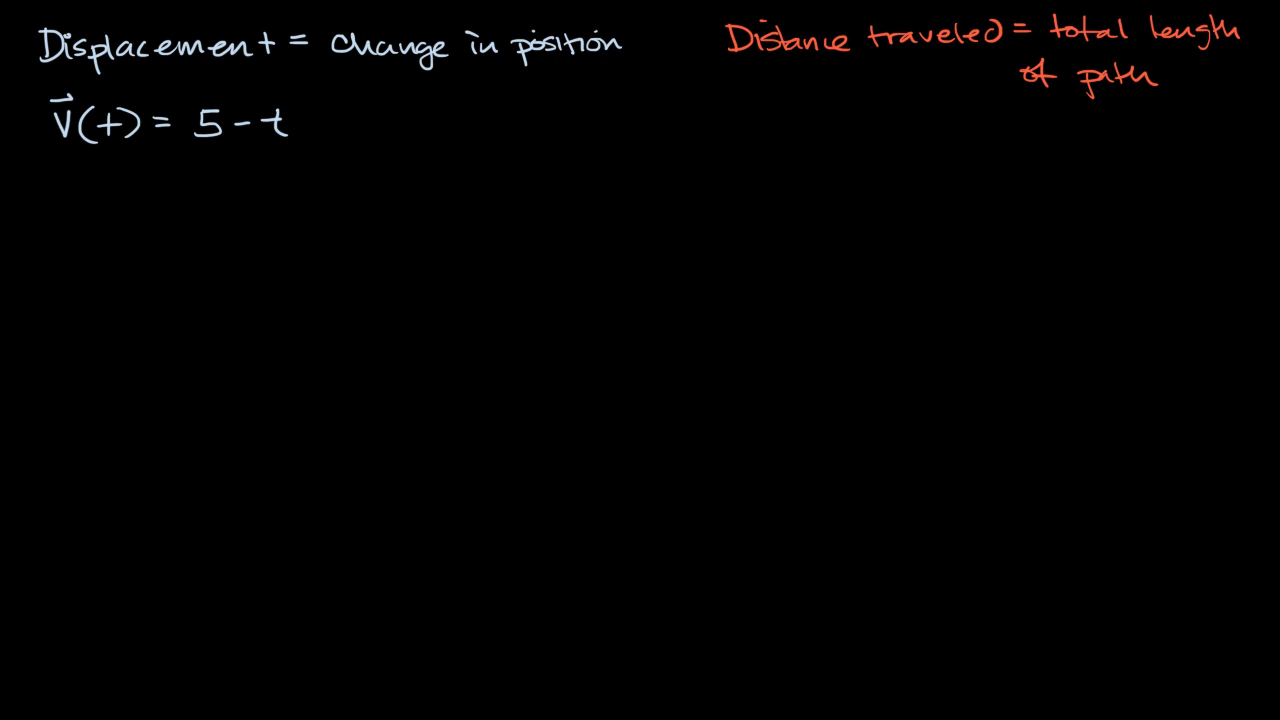 Displacement = change in position
Distance traveled = total length
of path
v⃗(t) = 5 - t